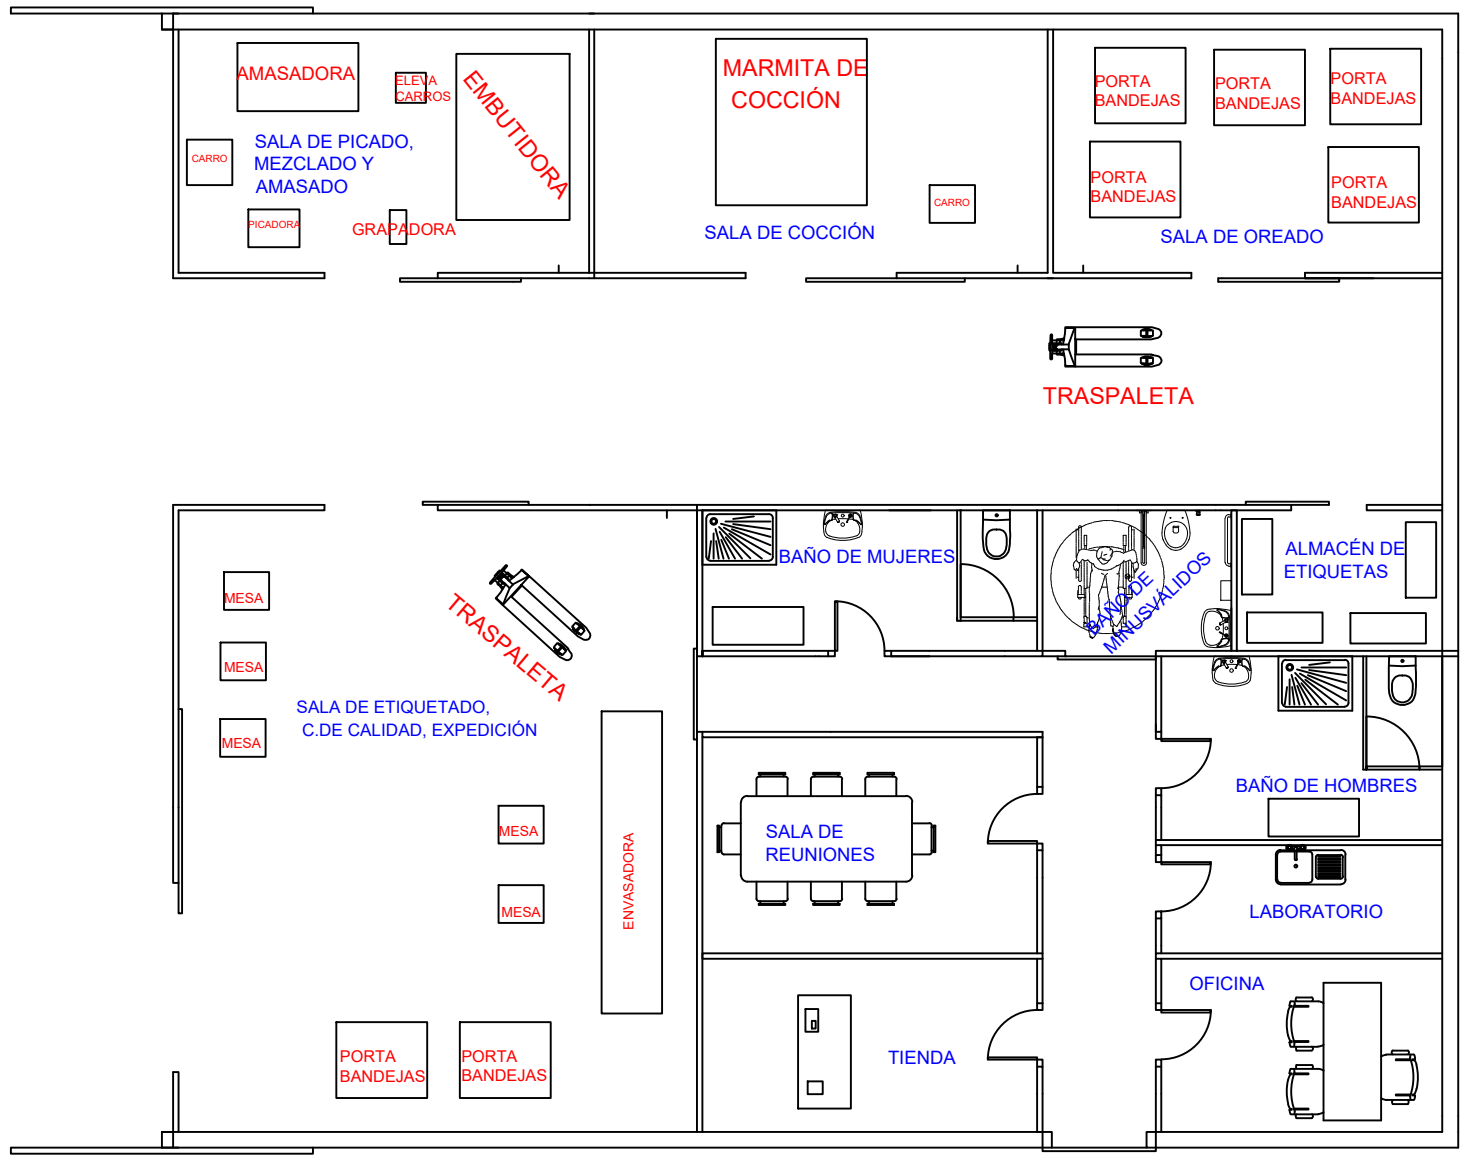 AMASADORA
ELEVA
CARROS
EMBUTIDORA
CARRO
SALA DE PICADO,
MEZCLADO Y
AMASADO
PICADORA
GRAPADORA
MARMITA DE
COCCIÓN
CARRO
SALA DE COCCIÓN
PORTA
BANDEJAS
PORTA
BANDEJAS
PORTA
BANDEJAS
PORTA
BANDEJAS
PORTA
BANDEJAS
SALA DE OREADO
TRASPALETA
MESA
MESA
MESA
TRASPALETA
SALA DE ETIQUETADO,
C.DE CALIDAD, EXPEDICIÓN
MESA
MESA
ENVASADORA
PORTA
BANDEJAS
PORTA
BANDEJAS
BAÑO DE MUJERES
BAÑO DE
MINUSVÁLIDOS
ALMACÉN DE
ETIQUETAS
BAÑO DE HOMBRES
SALA DE
REUNIONES
LABORATORIO
OFICINA
TIENDA